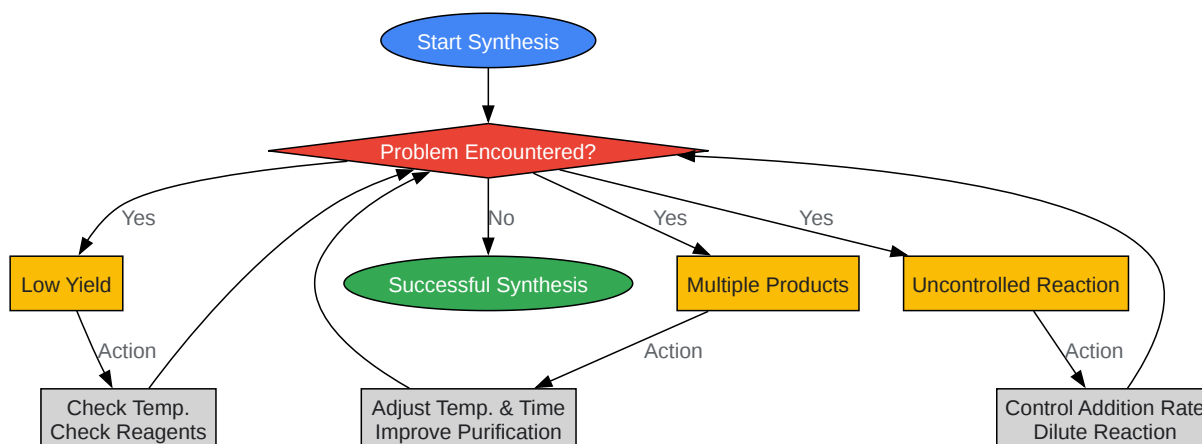 Start Synthesis
Problem Encountered?
Yes
No
Yes
Yes
Low Yield
Successful Synthesis
Multiple Products
Uncontrolled Reaction
Action
Action
Action
Check Temp.
Check Reagents
Adjust Temp. & Time
Improve Purification
Control Addition Rate
Dilute Reaction